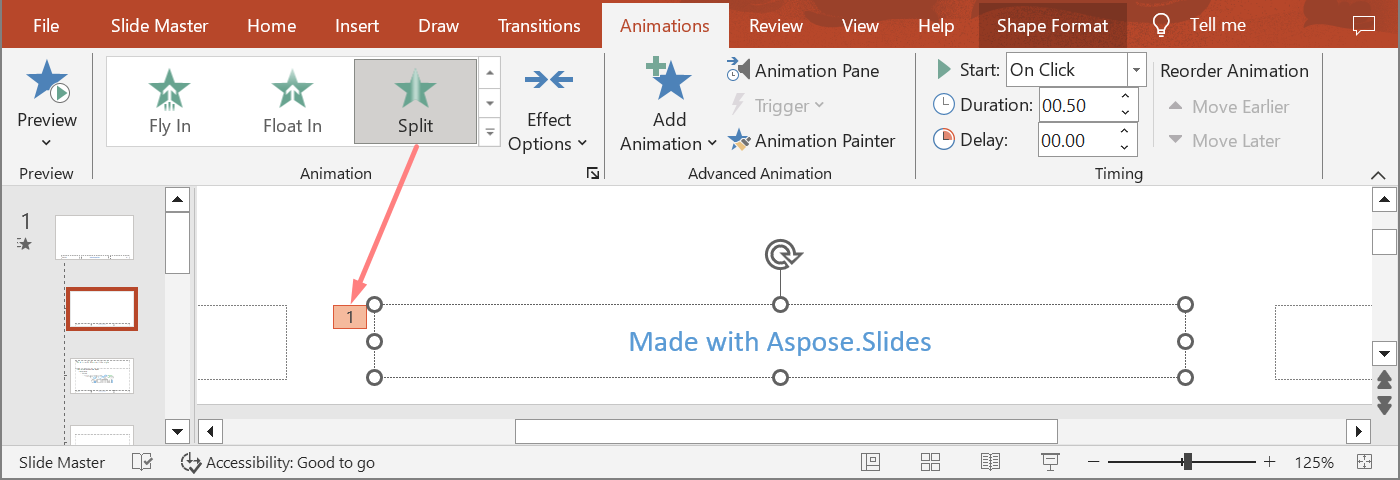 File Slide Master Home Insert Draw Transitions Animations Review View Help Shape Format Tell me
Preview
Fly In Float In Split
Effect Options
Add Animation
Animation Pane
Trigger
Animation Painter
Start: On Click
Duration: 00.50
Delay: 00.00
Reorder Animation
Move Earlier
Move Later
Preview Animation Advanced Animation Timing
1
1
Made with Aspose.Slides
Slide Master Accessibility: Good to go 125%